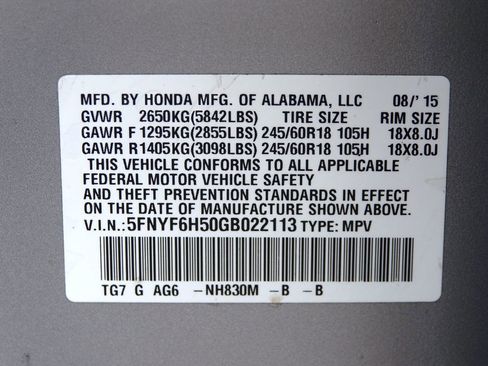 MFD. BY HONDA MFG. OF ALABAMA, LLC 08/'15
GVWR 2650KG(5842LBS) TIRE SIZE RIM SIZE
GAWR F 1295KG(2855LBS) 245/60R18 105H 18X8.0J
GAWR R 1405KG(3098LBS) 245/60R18 105H 18X8.0J
THIS VEHICLE CONFORMS TO ALL APPLICABLE
FEDERAL MOTOR VEHICLE SAFETY
AND THEFT PREVENTION STANDARDS IN EFFECT
ON THE DATE OF MANUFACTURE SHOWN ABOVE.
V.I.N.: 5FNYF6H50GB022113 TYPE: MPV
TG7 G AG6 -NH830M -B -B